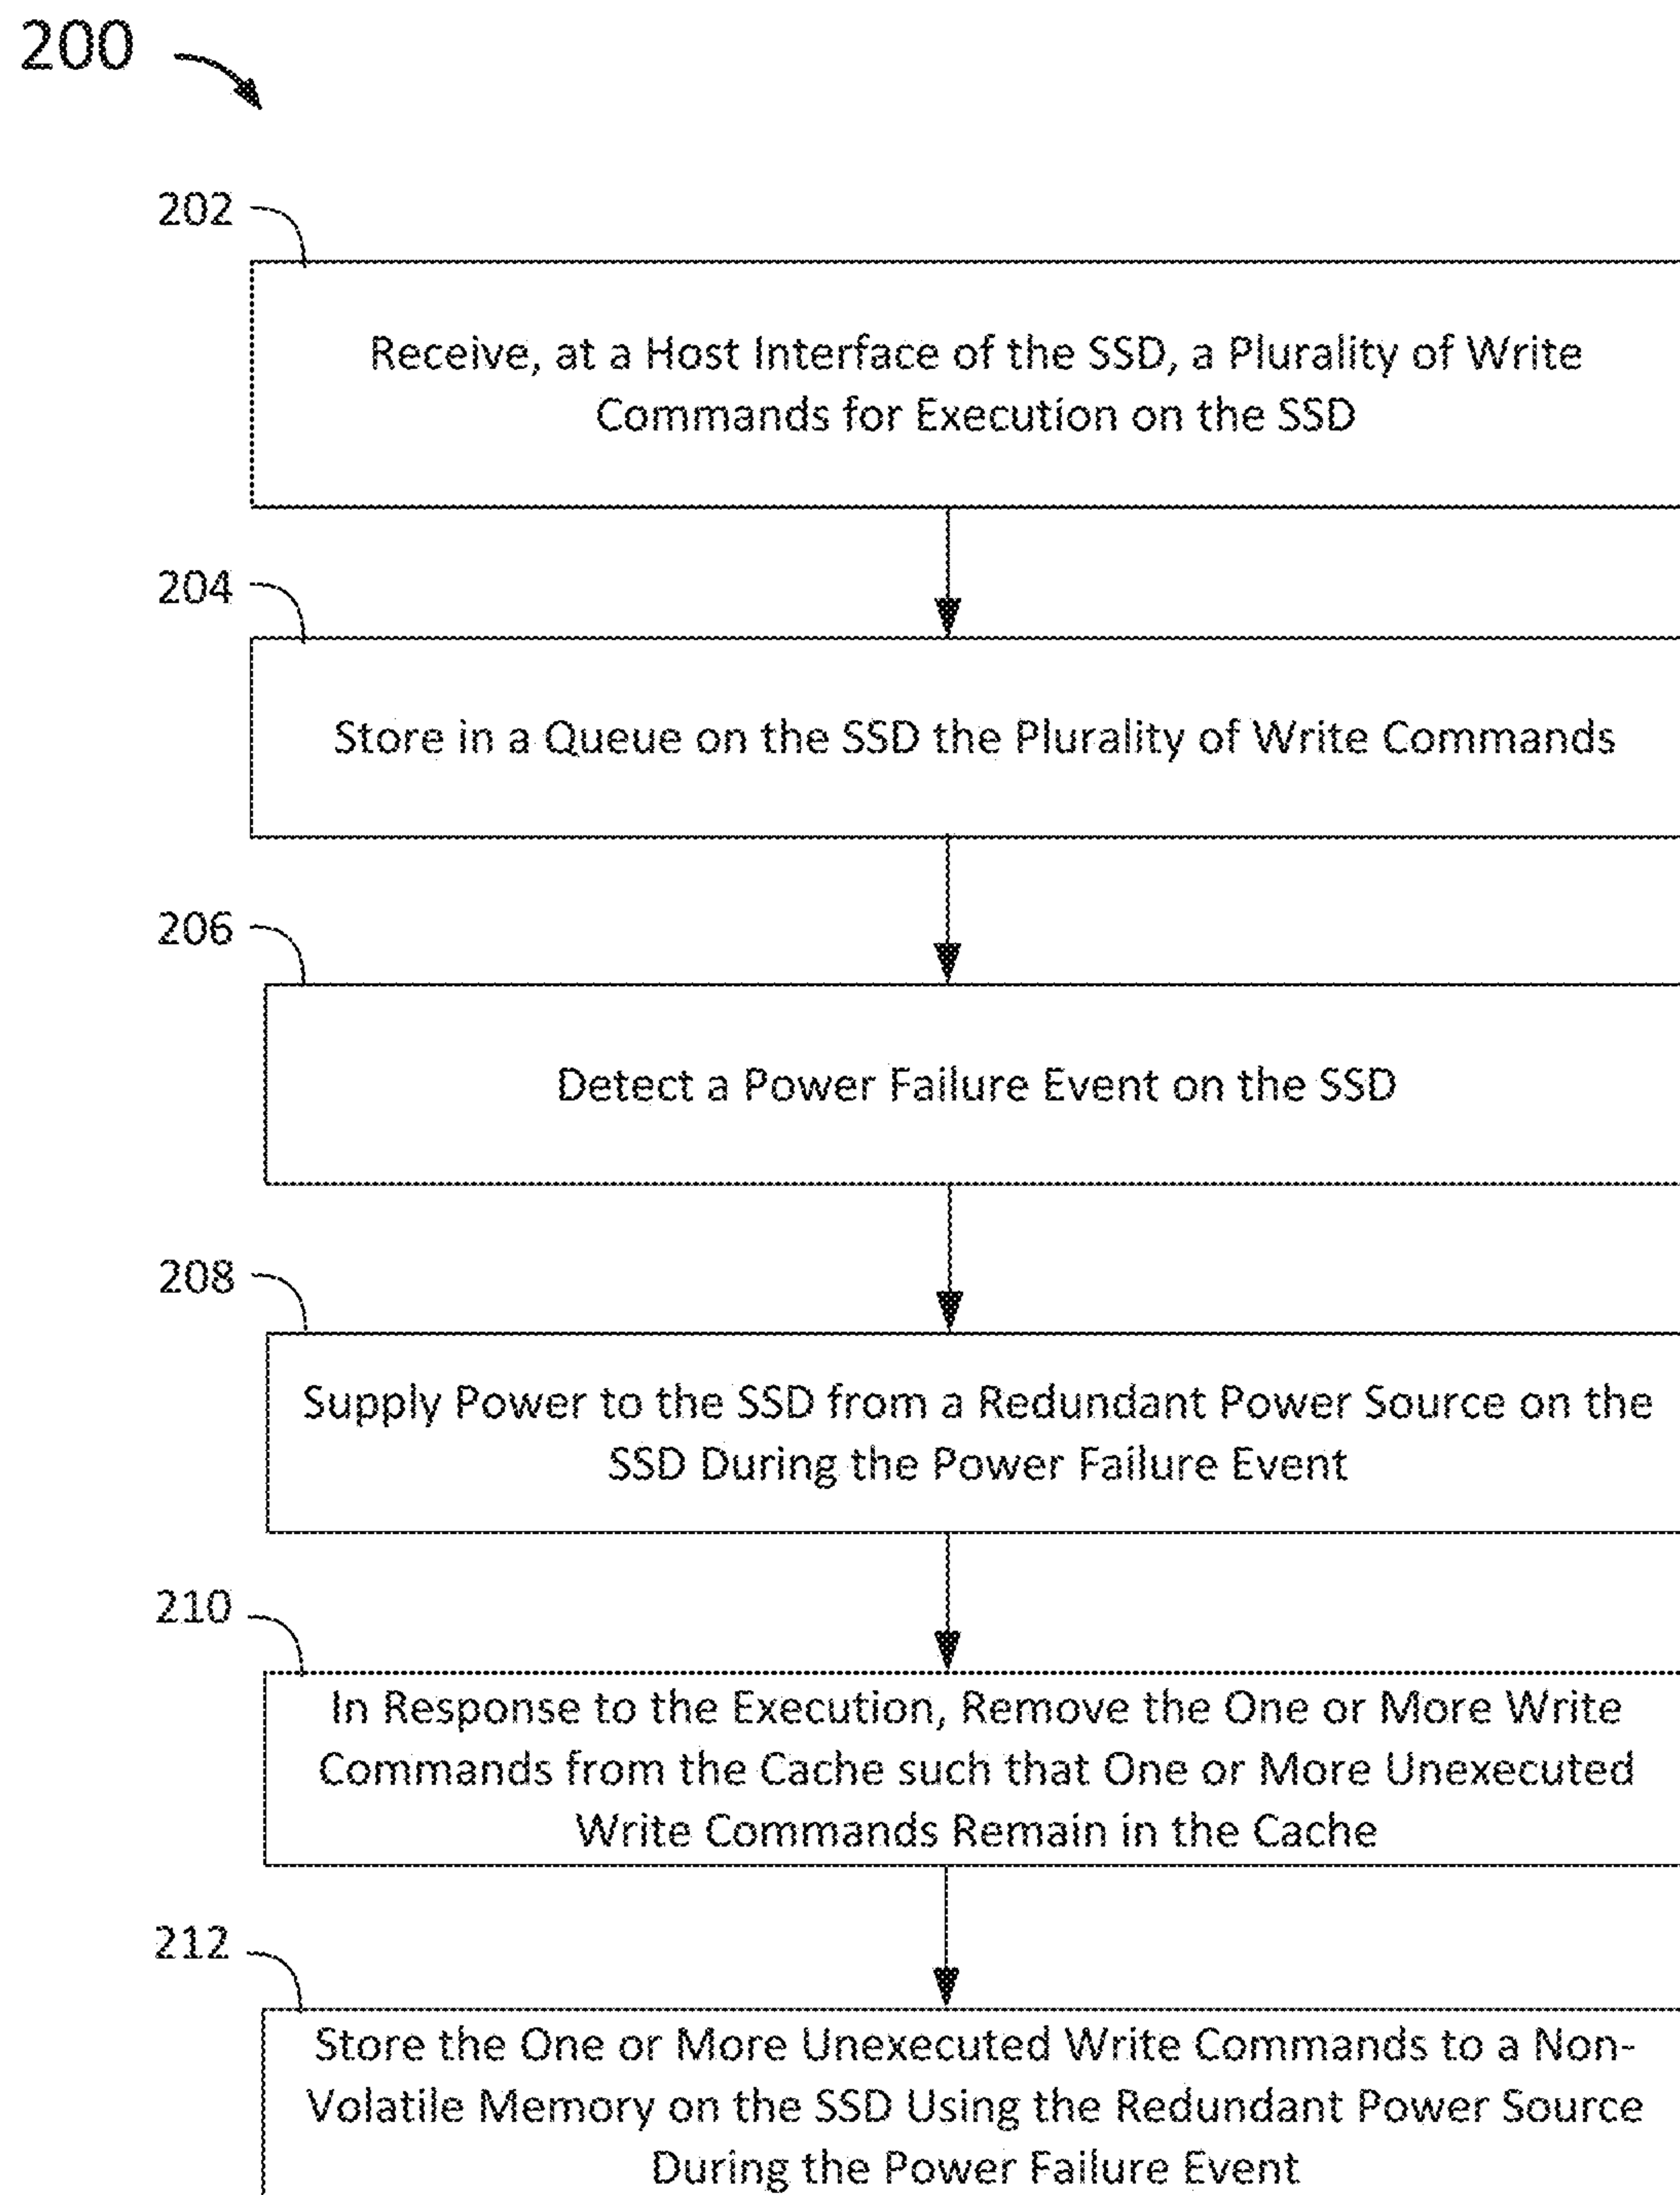 200
202
Receive, at a Host Interface of the SSD, a Plurality of Write
Commands for Execution on the SSD
204
Store in a Queue on the SSD the Plurality of Write Commands
206
Detect a Power Failure Event on the SSD
208
Supply Power to the SSD from a Redundant Power Source on the
SSD During the Power Failure Event
210
In Response to the Execution, Remove the One or More Write
Commands from the Cache such that One or More Unexecuted
Write Commands Remain in the Cache
212
Store the One or More Unexecuted Write Commands to a Non-
Volatile Memory on the SSD Using the Redundant Power Source
During the Power Failure Event